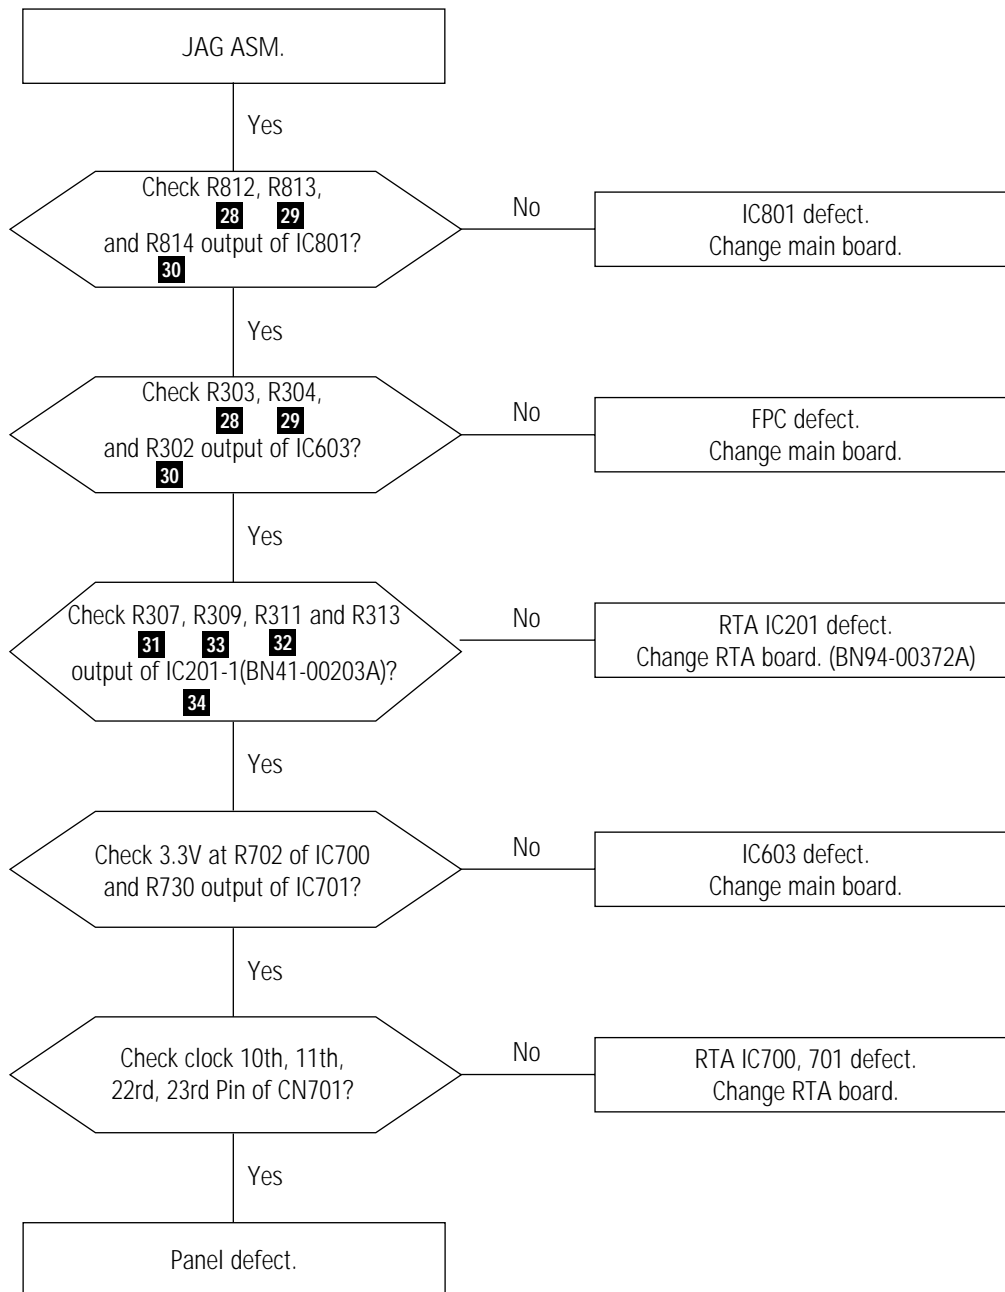 JAG ASM.
Yes
Check R812, R813,
28 29
and R814 output of IC801?
30
No
IC801 defect.
Change main board.
Yes
Check R303, R304,
28 29
and R302 output of IC603?
30
No
FPC defect.
Change main board.
Yes
Check R307, R309, R311 and R313
31 33 32
output of IC201-1(BN41-00203A)?
34
No
RTA IC201 defect.
Change RTA board. (BN94-00372A)
Yes
Check 3.3V at R702 of IC700
and R730 output of IC701?
No
IC603 defect.
Change main board.
Yes
Check clock 10th, 11th,
22rd, 23rd Pin of CN701?
No
RTA IC700, 701 defect.
Change RTA board.
Yes
Panel defect.